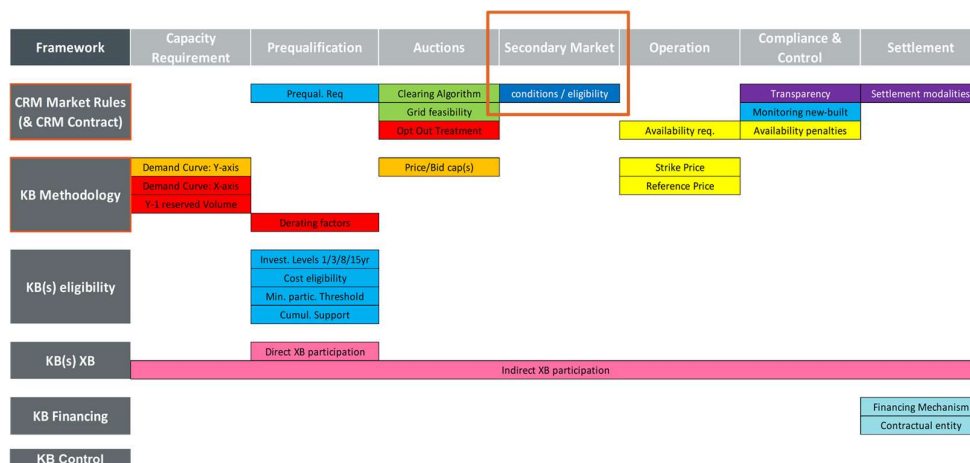 Framework
Capacity
Requirement
Prequalification
Auctions
Secondary Market
Operation
Compliance &
Control
Settlement
CRM Market Rules
(& CRM Contract)
Prequal. Req
Clearing Algorithm
conditions / eligibility
Transparency
Settlement modalities
Grid feasibility
Monitoring new-built
Opt Out Treatment
Availability req.
Availability penalties
KB Methodology
Demand Curve: Y-axis
Price/Bid cap(s)
Strike Price
Demand Curve: X-axis
Reference Price
Y-1 reserved Volume
Derating factors
KB(s) eligibility
Invest. Levels 1/3/8/15yr
Cost eligibility
Min. partic. Threshold
Cumul. Support
KB(s) XB
Direct XB participation
Indirect XB participation
KB Financing
Financing Mechanism
Contractual entity
KB Control